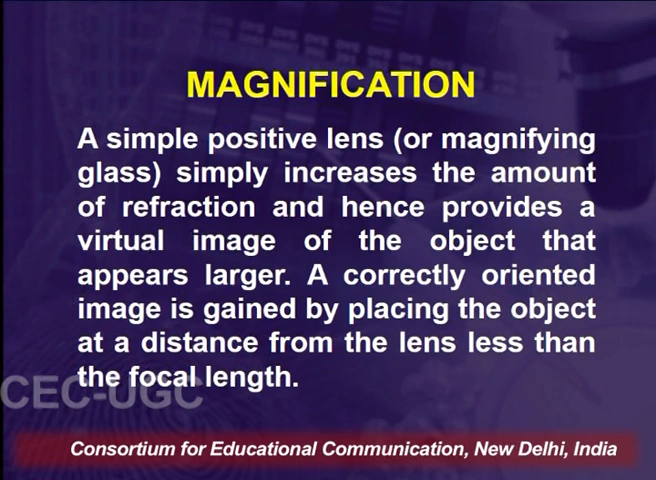 MAGNIFICATION
A simple positive lens (or magnifying
glass) simply increases the amount
of refraction and hence provides a
virtual image of the object that
appears larger. A correctly oriented
image is gained by placing the object
at a distance from the lens less than
the focal length.
CEC-UGC
Consortium for Educational Communication, New Delhi, India